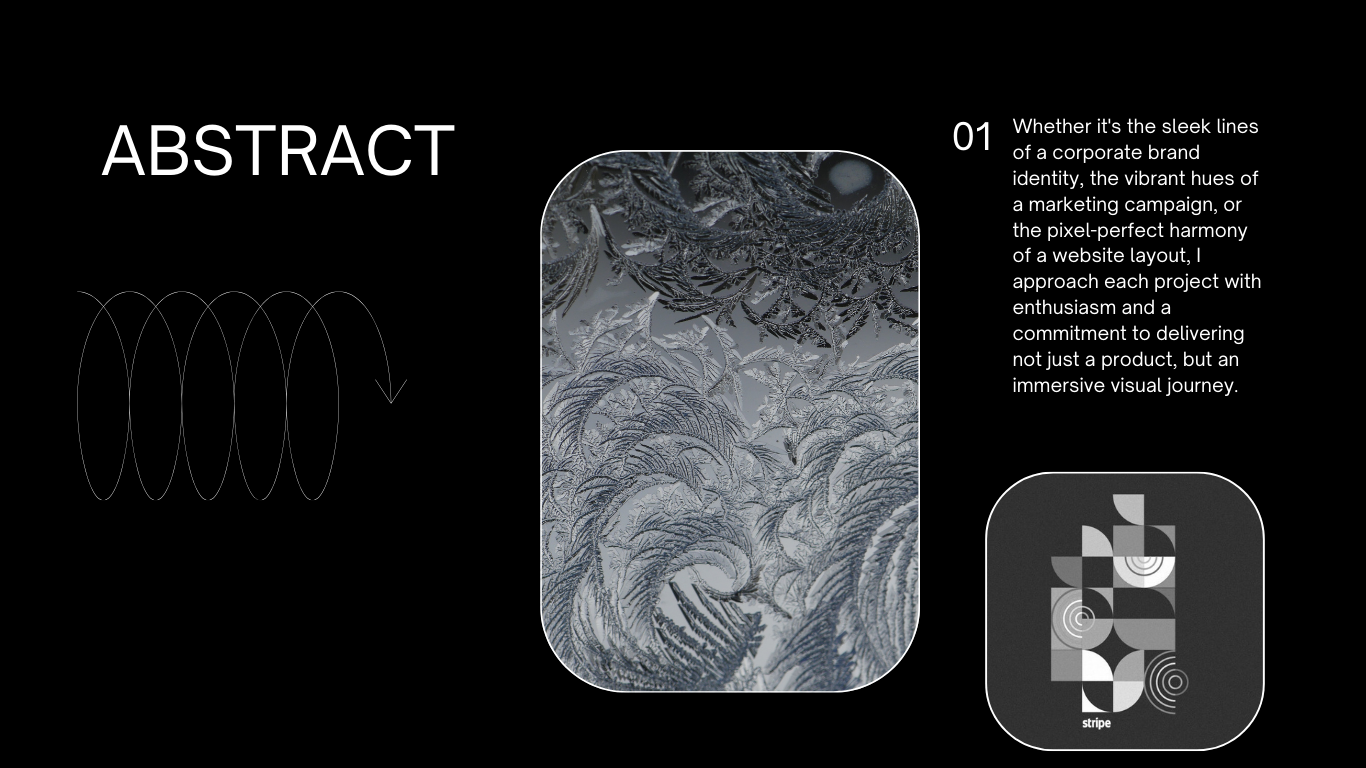 ABSTRACT
01
Whether it's the sleek lines
of a corporate brand
identity, the vibrant hues of
a marketing campaign, or
the pixel-perfect harmony
of a website layout, I
approach each project with
enthusiasm and a
commitment to delivering
not just a product, but an
immersive visual journey.
stripe